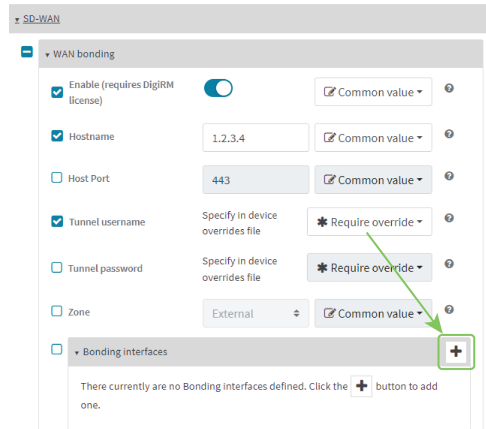 SD-WAN
WAN bonding
Enable (requires DigiRM
license)
Common value
?
Hostname
1.2.3.4
Common value
?
Host Port
443
Common value
?
Tunnel username
Specify in device
overrides file
Require override
?
Tunnel password
Specify in device
overrides file
Require override
?
Zone
External
Common value
?
Bonding interfaces
There currently are no Bonding interfaces defined. Click the + button to add
one.